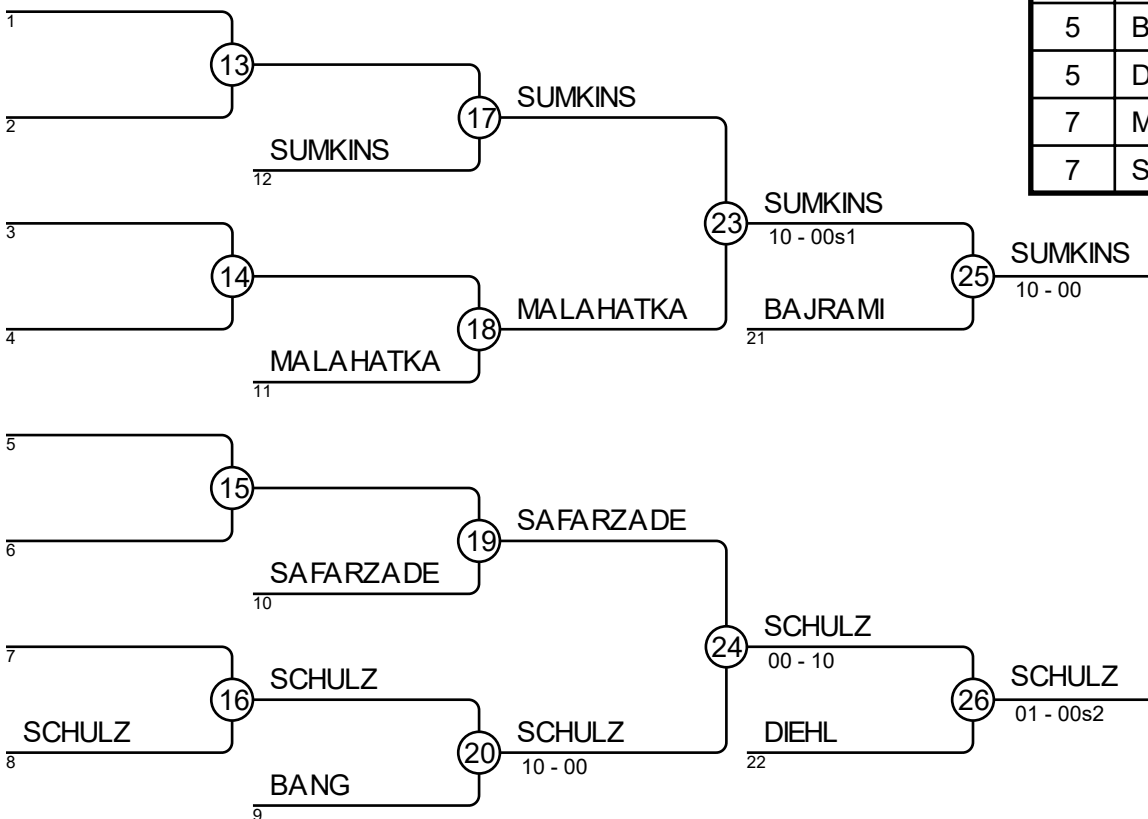 5 B
5 D
7 M
7 S
1
13
2
17
SUMKINS
SUMKINS
12
3
14
4
18
MALAHATKA
MALAHATKA
11
23
SUMKINS
10 - 00s1
BAJRAMI
21
25
SUMKINS
10 - 00
5
15
6
19
SAFARZADE
SAFARZADE
10
7
16
SCHULZ
SCHULZ
8
20
SCHULZ
10 - 00
BANG
9
24
SCHULZ
00 - 10
DIEHL
22
26
SCHULZ
01 - 00s2